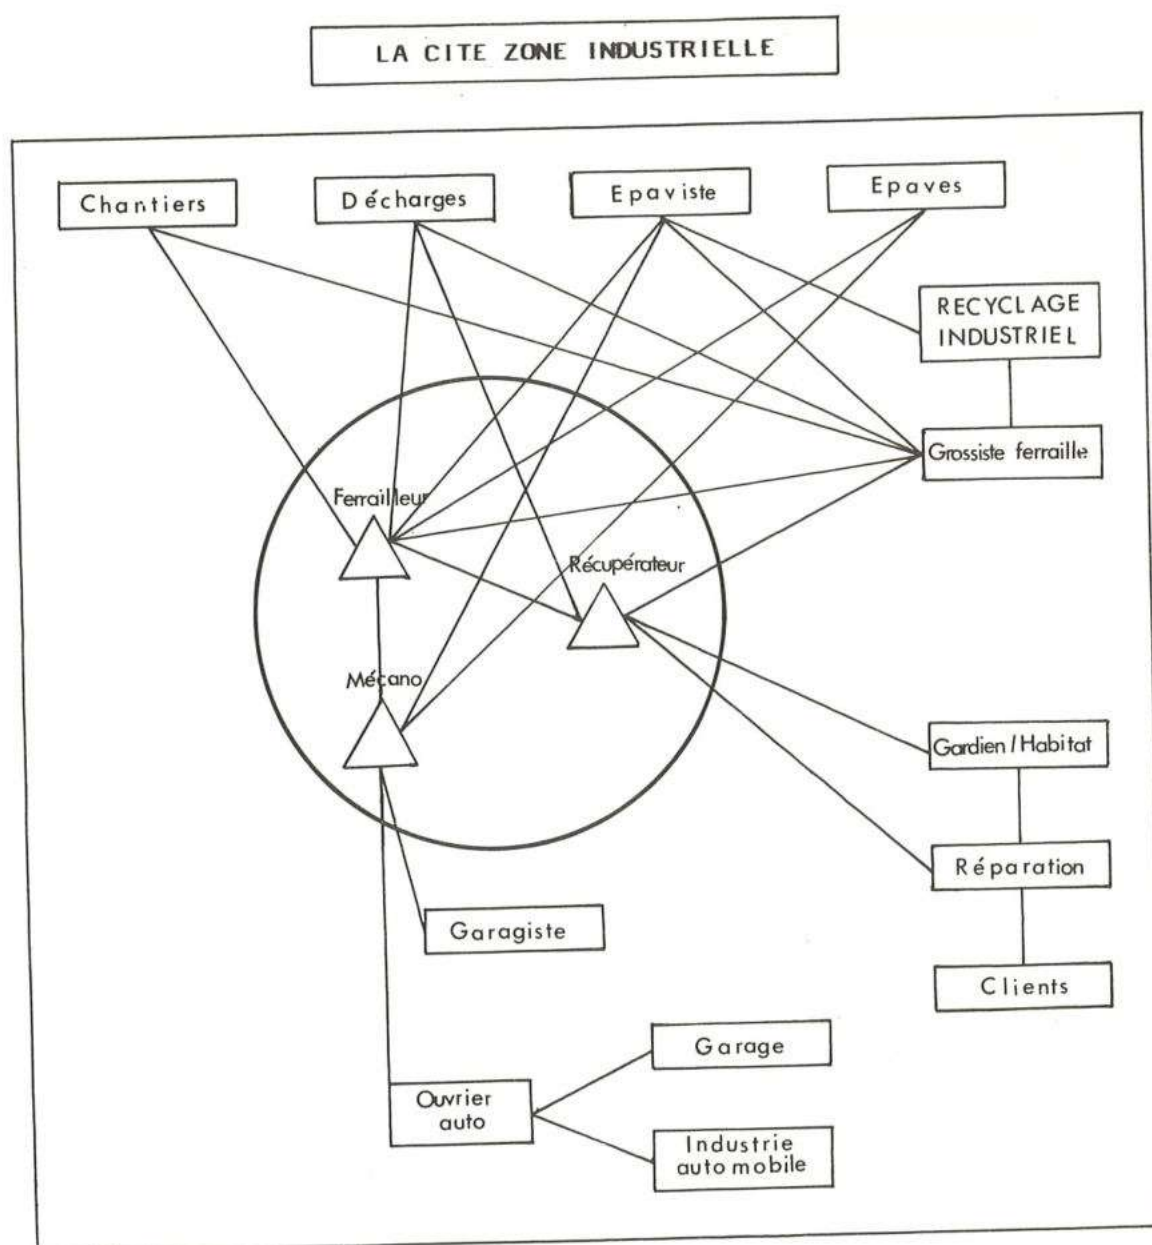 LA CITE ZONE INDUSTRIELLE
Chantiers
Décharges
Epaviste
Epaves
RECYCLAGE
INDUSTRIEL
Grossiste ferraille
Ferrailleur
Récupérateur
Mécano
Gardien/Habitat
Réparation
Garagiste
Clients
Garage
Ouvrier
auto
Industrie
automobile